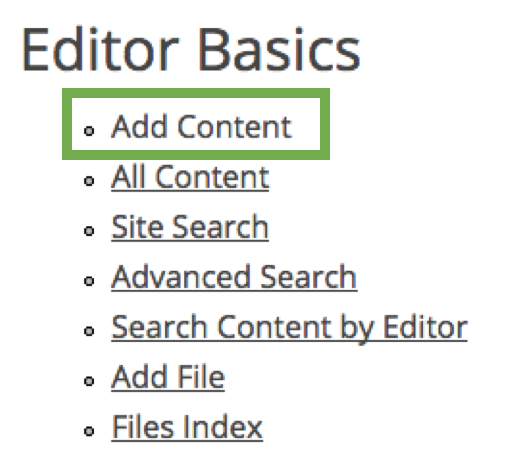 Editor Basics
Add Content
All Content
Site Search
Advanced Search
Search Content by Editor
Add File
Files Index